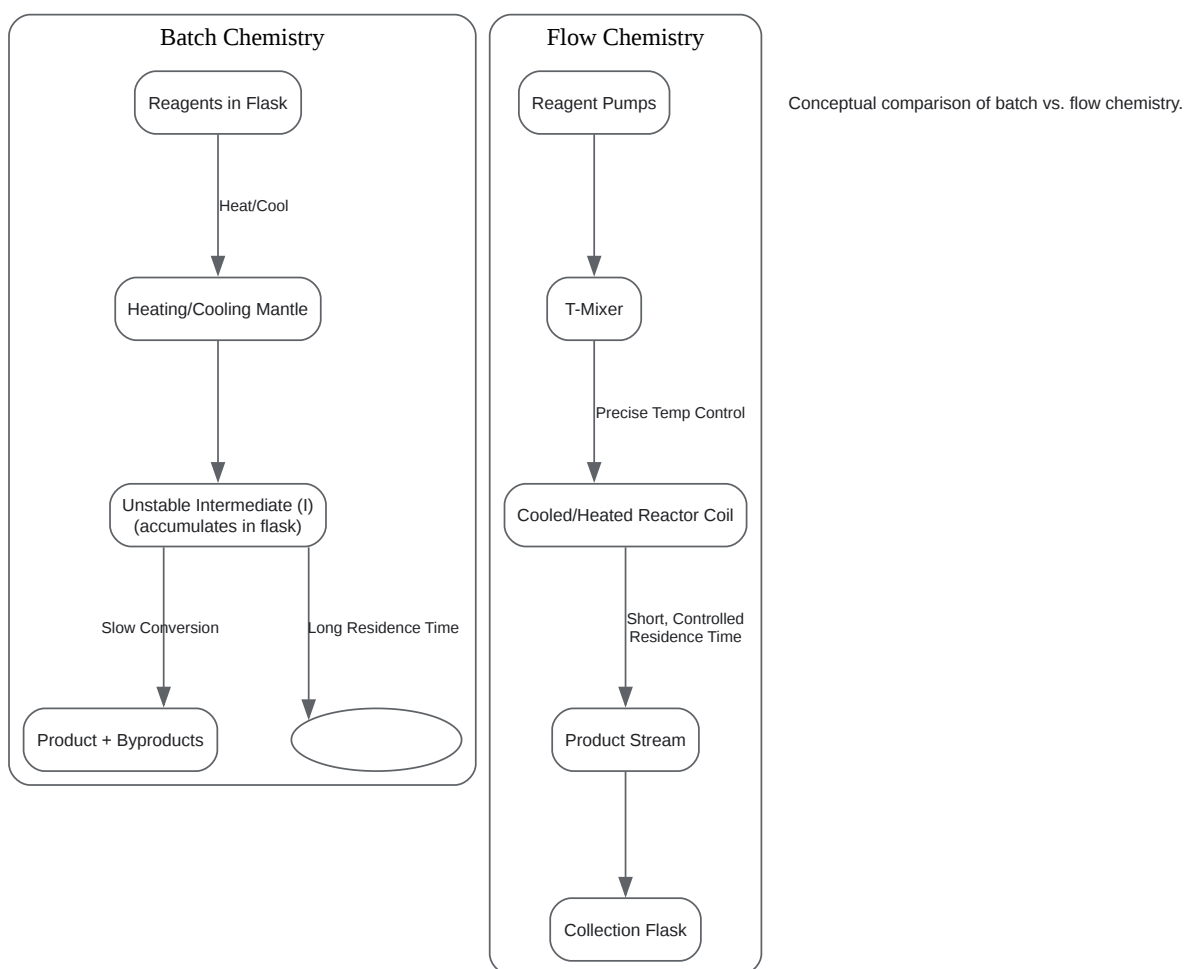 Batch Chemistry
Reagents in Flask
Heat/Cool
Heating/Cooling Mantle
Unstable Intermediate (I)
(accumulates in flask)
Slow Conversion
Long Residence Time
Product + Byproducts
Flow Chemistry
Reagent Pumps
T-Mixer
Precise Temp Control
Cooled/Heated Reactor Coil
Short, Controlled
Residence Time
Product Stream
Collection Flask
Conceptual comparison of batch vs. flow chemistry.